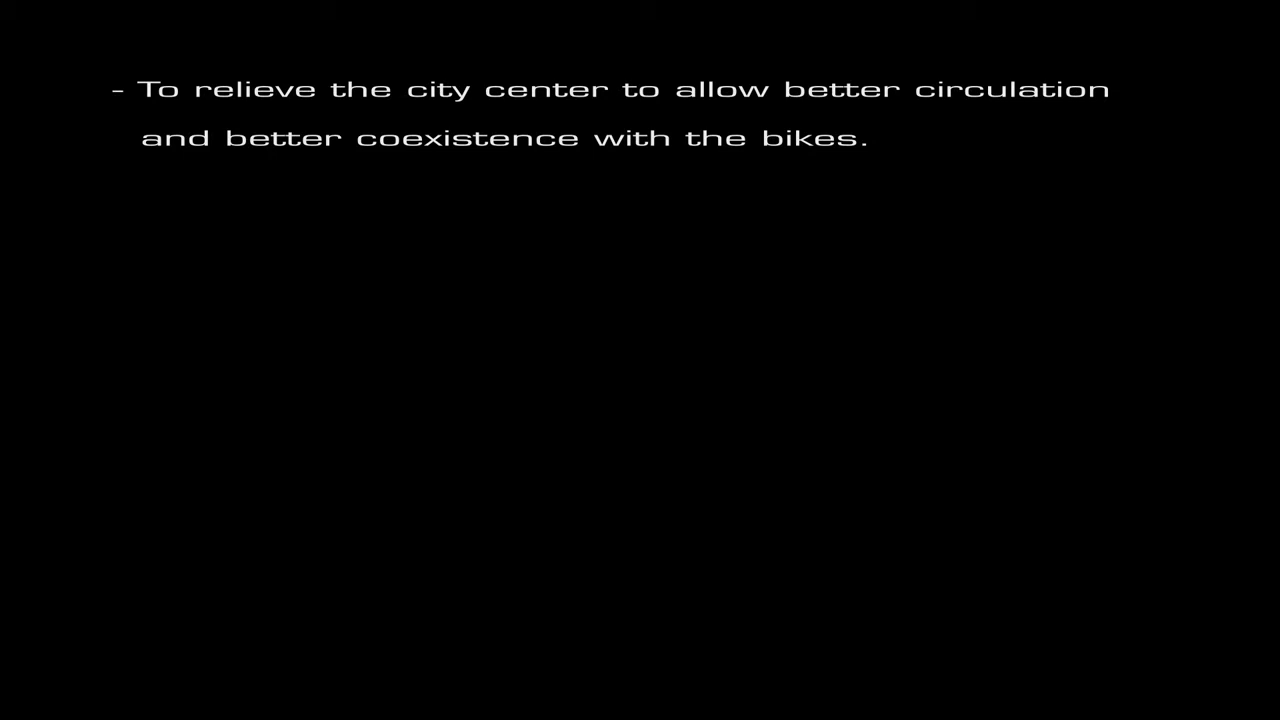 - To relieve the city center to allow better circulation
and better coexistence with the bikes.